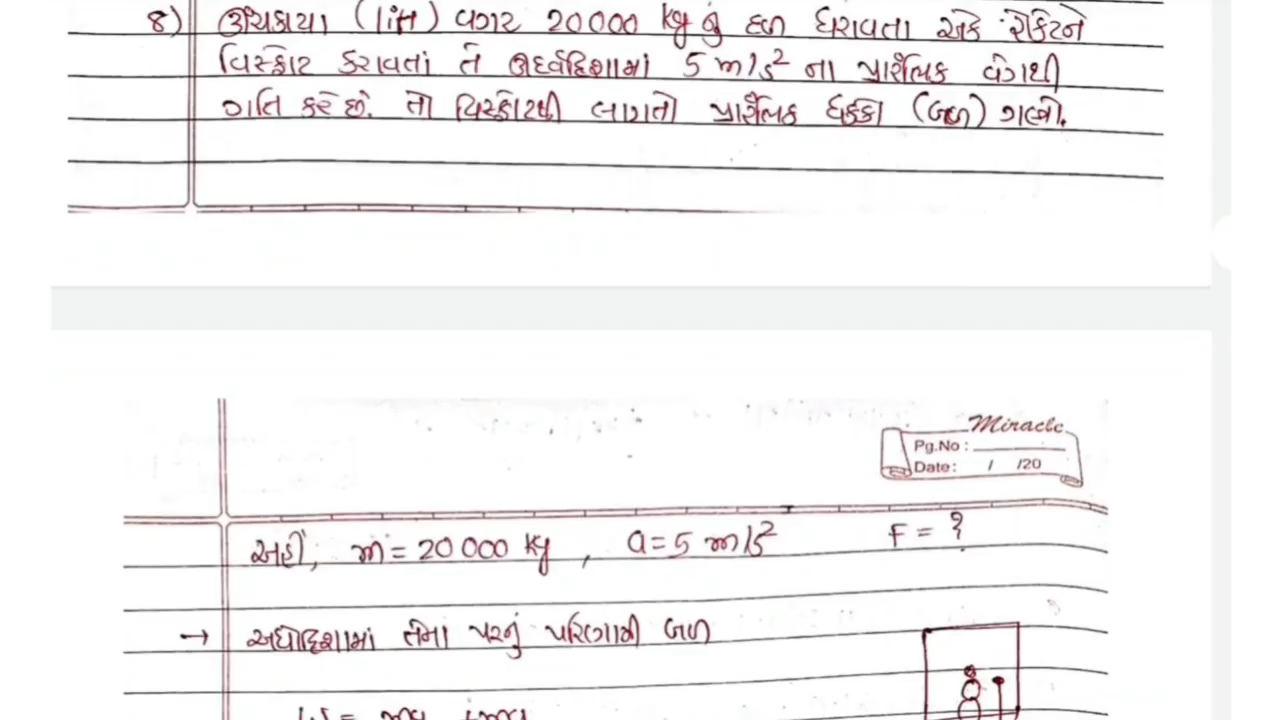 8) ઊંચકાયા (lift) વગર 20000 kg નું દળ ધરાવતા એક રોકેટને
વિસ્ફોટ કરાવતાં તે ઊર્ધ્વદિશામાં 5 m/s² ના પ્રારંભિક વેગથી
ગતિ કરે છે. તો વિસ્ફોટથી લાગતો પ્રારંભિક ધક્કો (બળ) ગણો.
Miracle
Pg.No :
Date: / /20
અહીં, m = 20000 kg , a = 5 m/s² F = ?
→ અધોદિશામાં તેના પરનું પરિણામી બળ